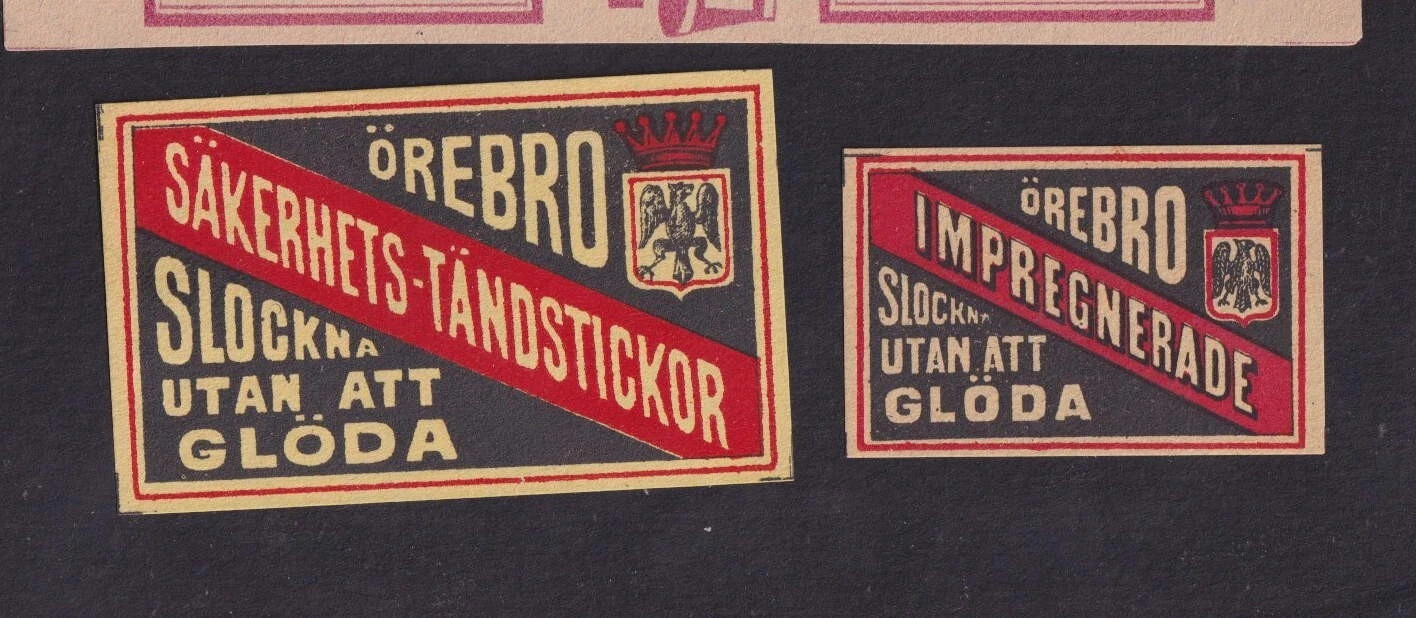 ÖREBRO
SÄKERHETS-TÄNDSTICKOR
SLOCKNA
UTAN ATT
GLÖDA
ÖREBRO
IMPREGNERADE
SLOCKNA
UTAN ATT
GLÖDA